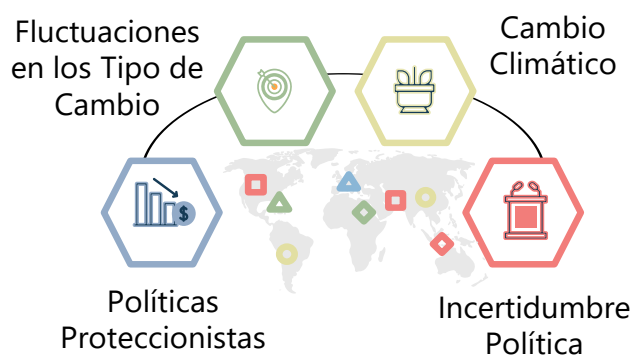 Fluctuaciones
en los Tipo de
Cambio
Cambio
Climático
$
Políticas
Proteccionistas
Incertidumbre
Política